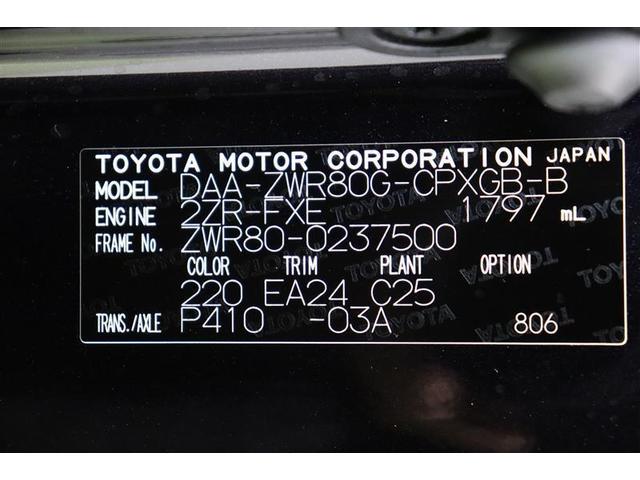 TOYOTA MOTOR CORPORATION JAPAN
MODEL DAA-ZWR80G-CPXGB-B
ENGINE 2ZR-FXE 1797 mL
FRAME No. ZWR80-0237500
COLOR TRIM PLANT OPTION
220 EA24 C25
TRANS./AXLE P410 -03A 806